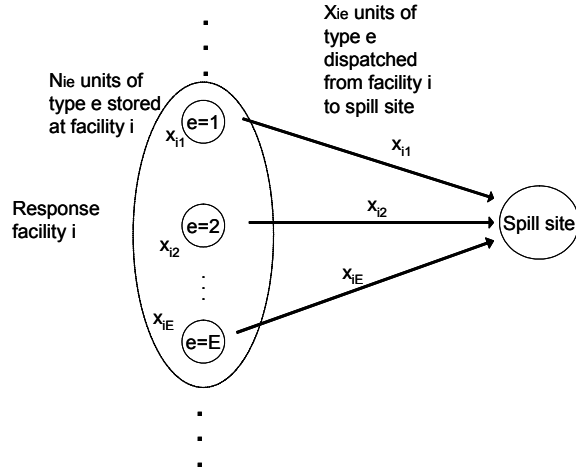 Xie units of
type e
dispatched
from facility i
to spill site
Nie units of
type e stored
at facility i
e=1
xi1
xi1
Response
facility i
e=2
xi2
xi2
Spill site
xiE
xiE
e=E